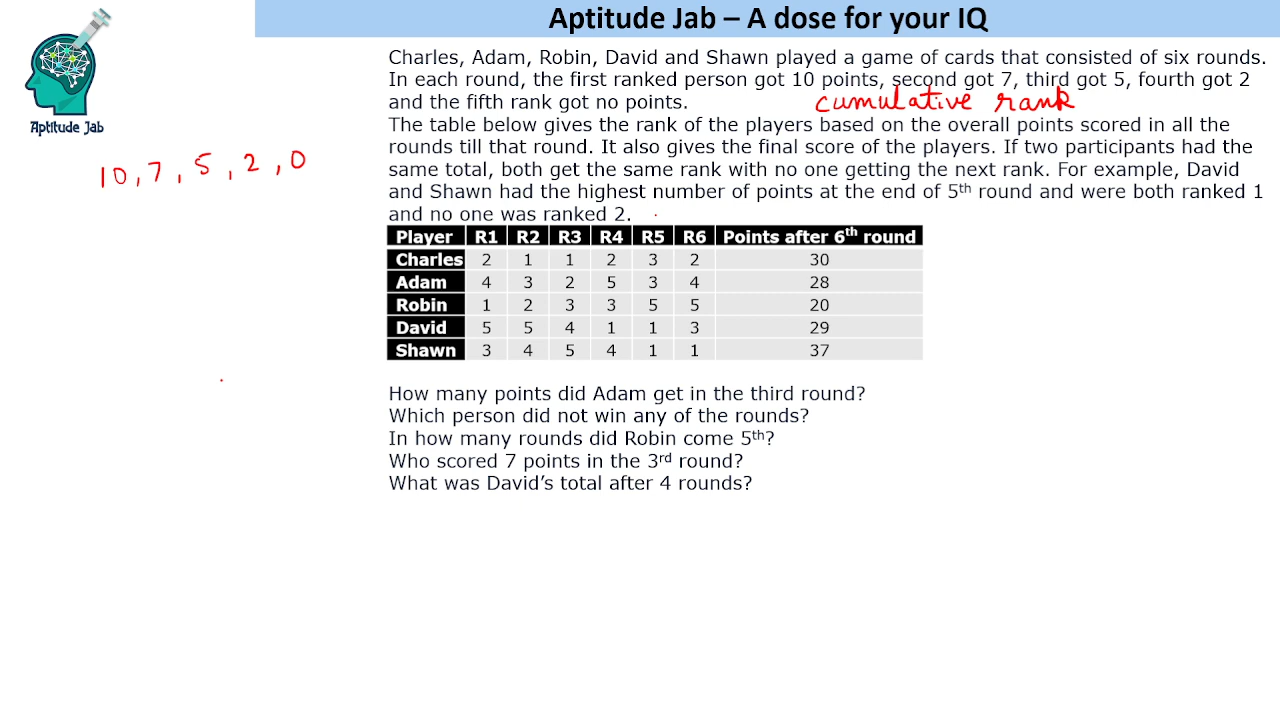 Aptitude Jab – A dose for your IQ
Aptitude Jab
Charles, Adam, Robin, David and Shawn played a game of cards that consisted of six rounds.
In each round, the first ranked person got 10 points, second got 7, third got 5, fourth got 2
and the fifth rank got no points.
cumulative rank
The table below gives the rank of the players based on the overall points scored in all the
rounds till that round. It also gives the final score of the players. If two participants had the
same total, both get the same rank with no one getting the next rank. For example, David
and Shawn had the highest number of points at the end of 5th round and were both ranked 1
and no one was ranked 2.
10, 7, 5, 2, 0
Player R1 R2 R3 R4 R5 R6 Points after 6th round
Charles 2 1 1 2 3 2 30
Adam 4 3 2 5 3 4 28
Robin 1 2 3 3 5 5 20
David 5 5 4 1 1 3 29
Shawn 3 4 5 4 1 1 37
How many points did Adam get in the third round?
Which person did not win any of the rounds?
In how many rounds did Robin come 5th?
Who scored 7 points in the 3rd round?
What was David's total after 4 rounds?